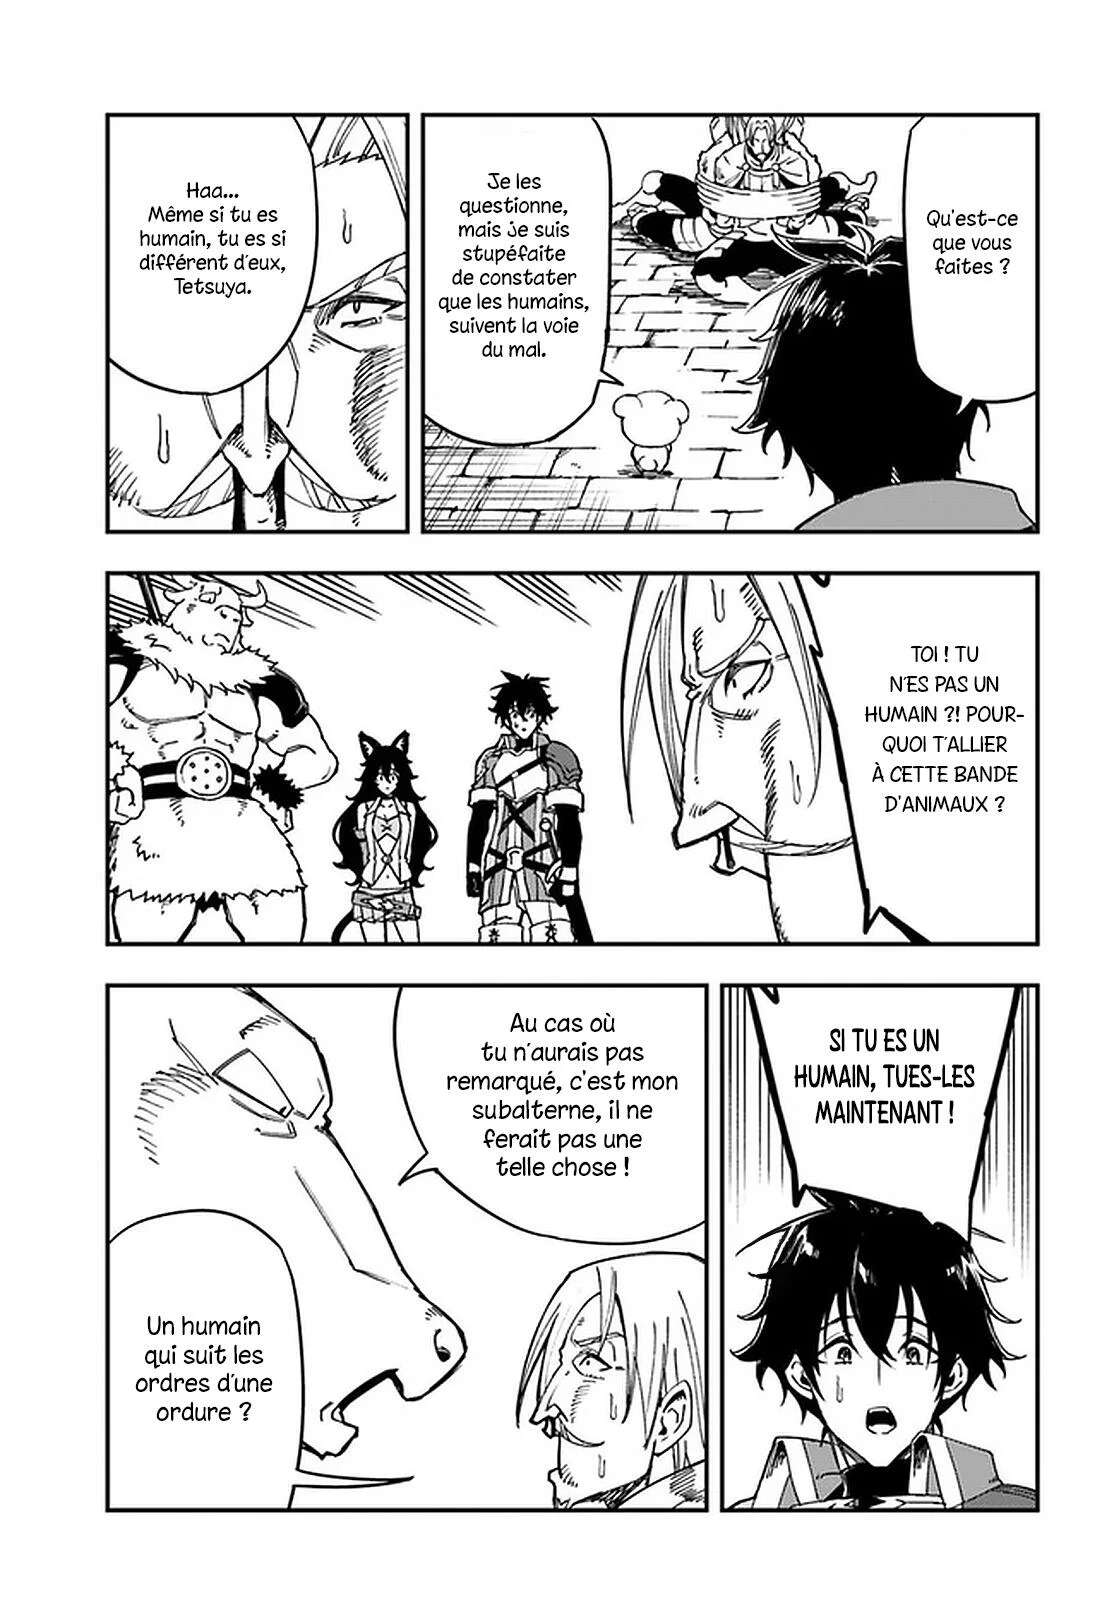 Qu'est-ce
que vous
faites ?
Je les
questionne,
mais je suis
stupéfaite
de constater
que les humains,
suivent la voie
du mal.
Haa...
Même si tu es
humain, tu es si
différent d'eux,
Tetsuya.
TOI ! TU
N'ES PAS UN
HUMAIN ?! POUR-
QUOI T'ALLIER
À CETTE BANDE
D'ANIMAUX ?
SI TU ES UN
HUMAIN, TUES-LES
MAINTENANT !
Au cas où
tu n'aurais pas
remarqué, c'est mon
subalterne, il ne
ferait pas une
telle chose !
Un humain
qui suit les
ordres d'une
ordure ?